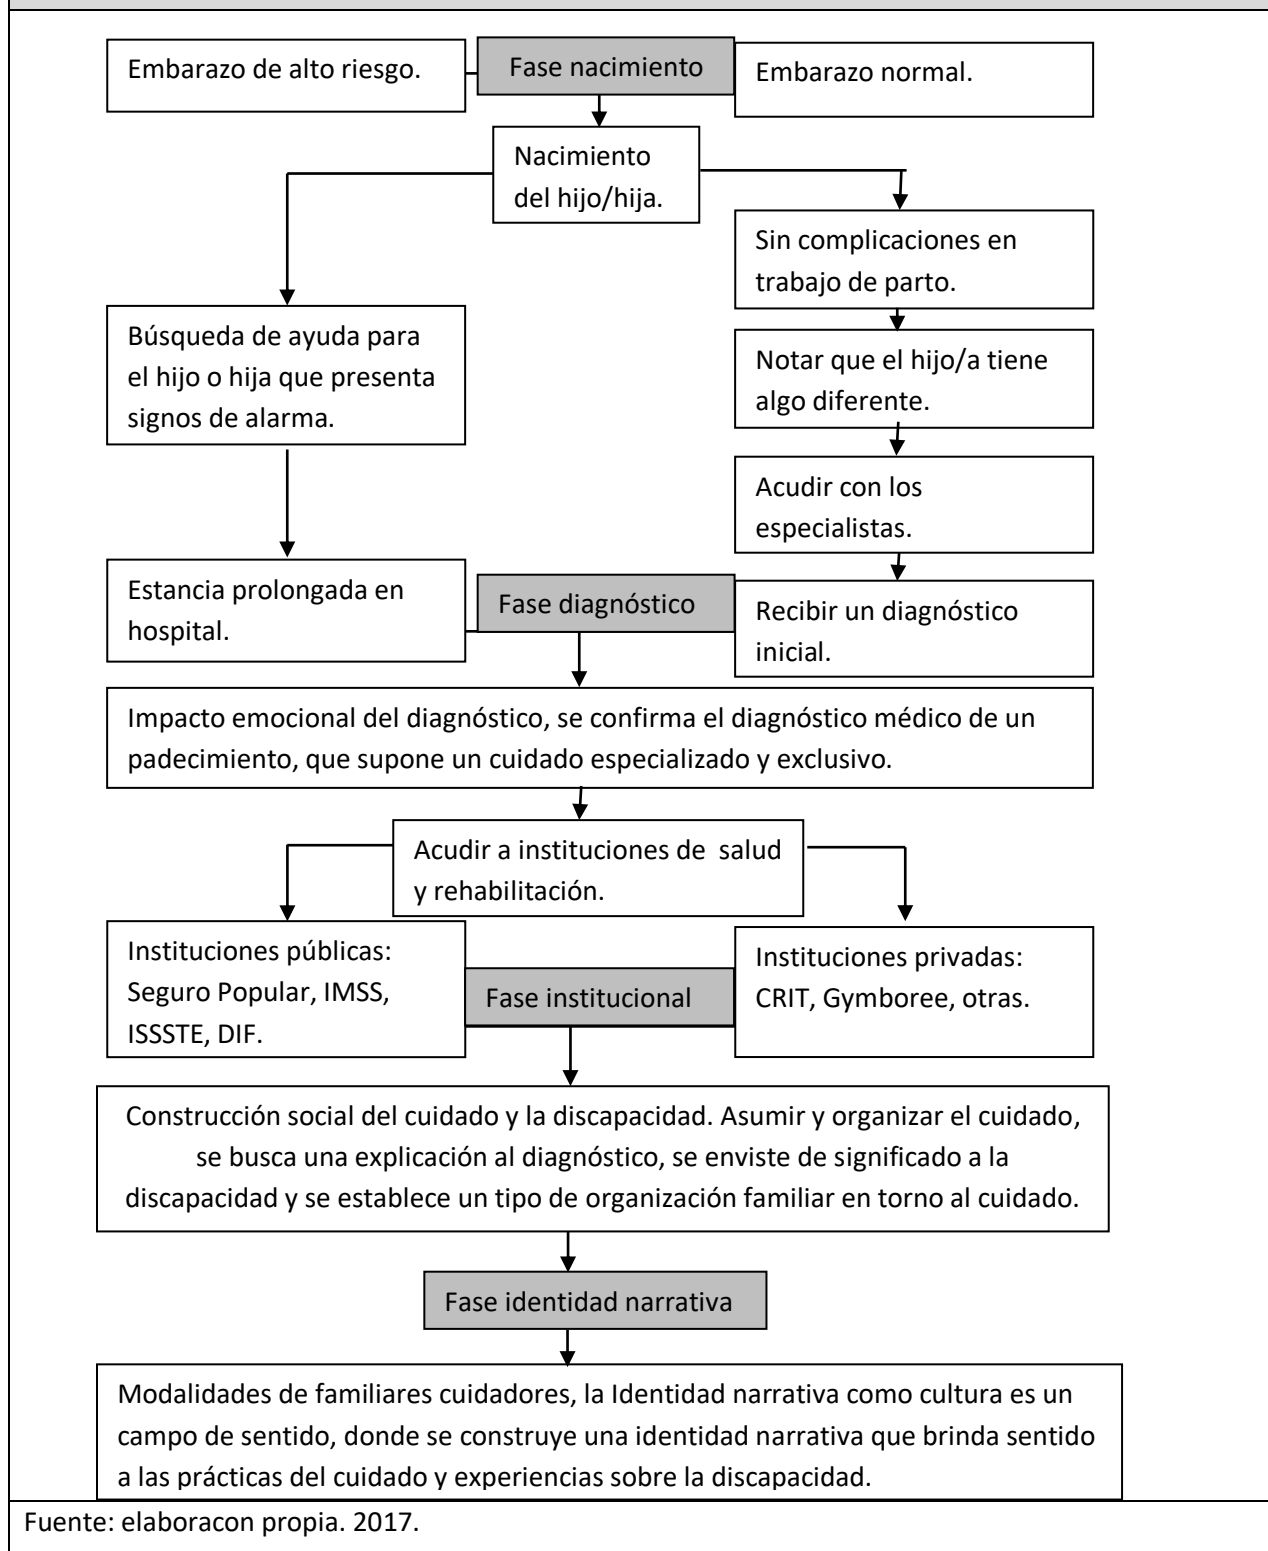 Embarazo de alto riesgo.
Fase nacimiento
Embarazo normal.
Nacimiento
del hijo/hija.
Sin complicaciones en
trabajo de parto.
Búsqueda de ayuda para
el hijo o hija que presenta
signos de alarma.
Notar que el hijo/a tiene
algo diferente.
Acudir con los
especialistas.
Estancia prolongada en
hospital.
Fase diagnóstico
Recibir un diagnóstico
inicial.
Impacto emocional del diagnóstico, se confirma el diagnóstico médico de un
padecimiento, que supone un cuidado especializado y exclusivo.
Acudir a instituciones de salud
y rehabilitación.
Instituciones públicas:
Seguro Popular, IMSS,
ISSSTE, DIF.
Fase institucional
Instituciones privadas:
CRIT, Gymboree, otras.
Construcción social del cuidado y la discapacidad. Asumir y organizar el cuidado,
se busca una explicación al diagnóstico, se enviste de significado a la
discapacidad y se establece un tipo de organización familiar en torno al cuidado.
Fase identidad narrativa
Modalidades de familiares cuidadores, la Identidad narrativa como cultura es un
campo de sentido, donde se construye una identidad narrativa que brinda sentido
a las prácticas del cuidado y experiencias sobre la discapacidad.
Fuente: elaboracon propia. 2017.